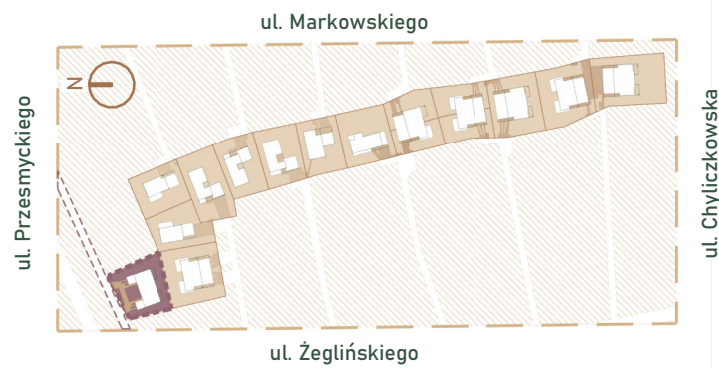 ul. Markowskiego
N
ul. Przesmyckiego
ul. Chyliczkowska
ul. Żeglińskiego